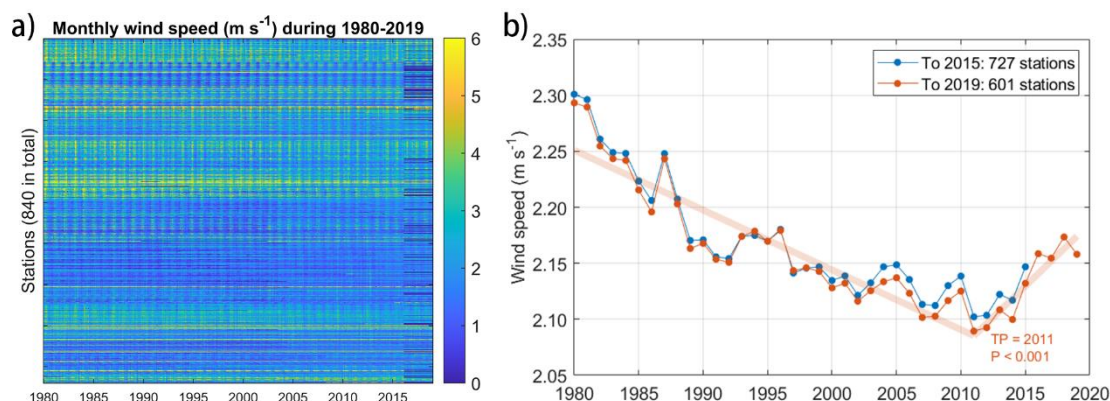 a)
Monthly wind speed (m s⁻¹) during 1980-2019
Stations (840 in total)
6
5
4
3
2
1
0
1980 1985 1990 1995 2000 2005 2010 2015
b)
Wind speed (m s⁻¹)
2.35
2.30
2.25
2.20
2.15
2.10
2.05
To 2015: 727 stations
To 2019: 601 stations
TP = 2011
P < 0.001
1980 1985 1990 1995 2000 2005 2010 2015 2020